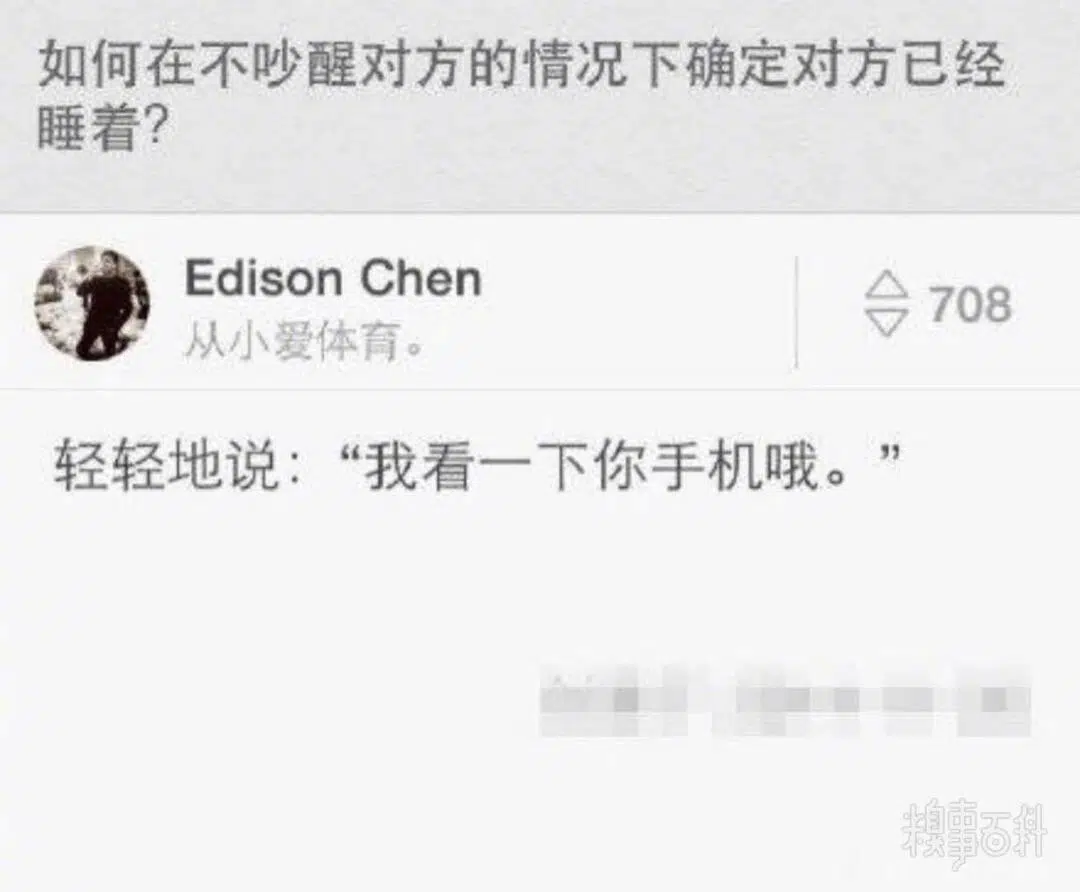 如何在不吵醒对方的情况下确定对方已经
睡着?
Edison Chen
从小爱体育。
708
轻轻地说:“我看一下你手机哦。”
糗事百科